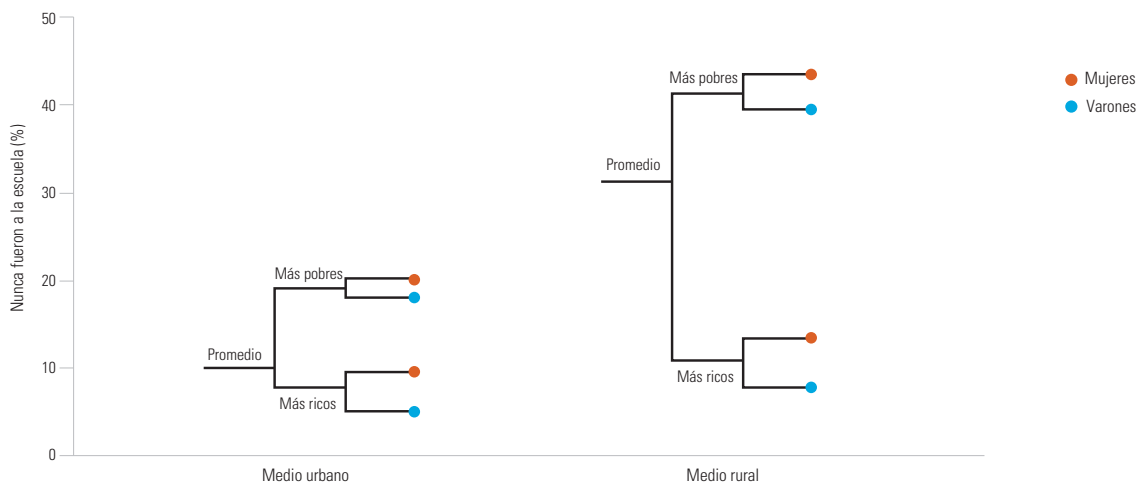 Nunca fueron a la escuela (%)
50
40
30
20
10
0
Promedio
Más pobres
Más ricos
Promedio
Más pobres
Más ricos
Medio urbano
Medio rural
Mujeres
Varones